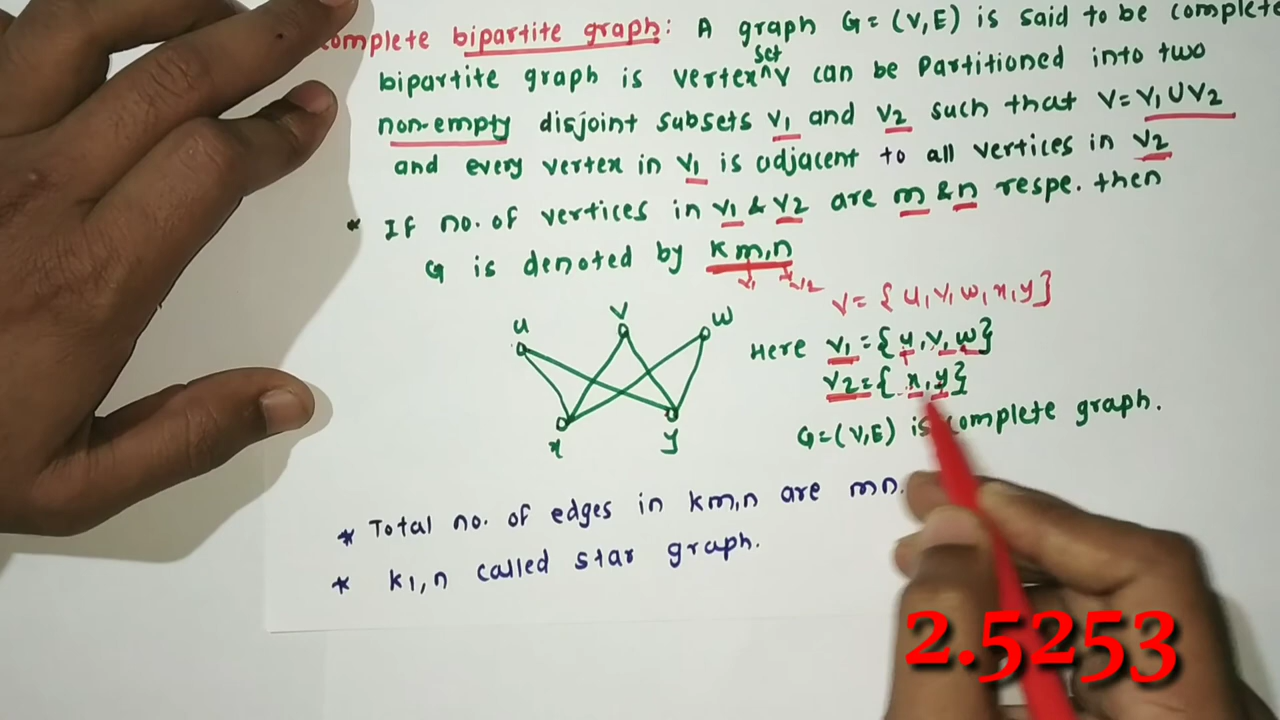 omplete bipartite graph: A graph G=(V,E) is said to be complete
set
bipartite graph is vertex^V can be Partitioned into two
non-empty disjoint subsets V1 and V2 such that V=V1UV2
and every vertex in V1 is adjacent to all vertices in V2
* If no. of vertices in V1 & V2 are m & n respe. then
G is denoted by km,n
V1 V2
V={u,v,w,x,y}
u v w
Here V1={u,v,w}
V2={x,y}
x y
G=(V,E) is complete graph.
* Total no. of edges in km,n are mn.
* k1,n called star graph.
2.5253